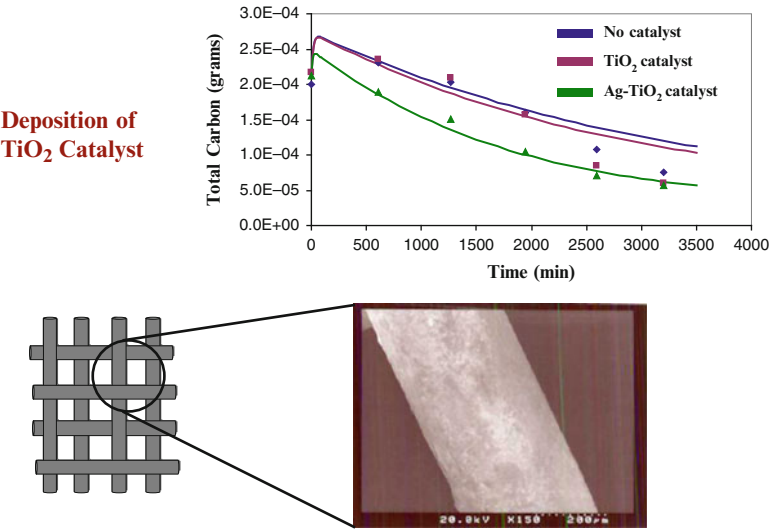 Deposition of
TiO₂ Catalyst
Total Carbon (grams)
3.0E–04
2.5E–04
2.0E–04
1.5E–04
1.0E–04
5.0E–05
0.0E+00
No catalyst
TiO₂ catalyst
Ag-TiO₂ catalyst
0 500 1000 1500 2000 2500 3000 3500 4000
Time (min)
20.0kV X150 200μm